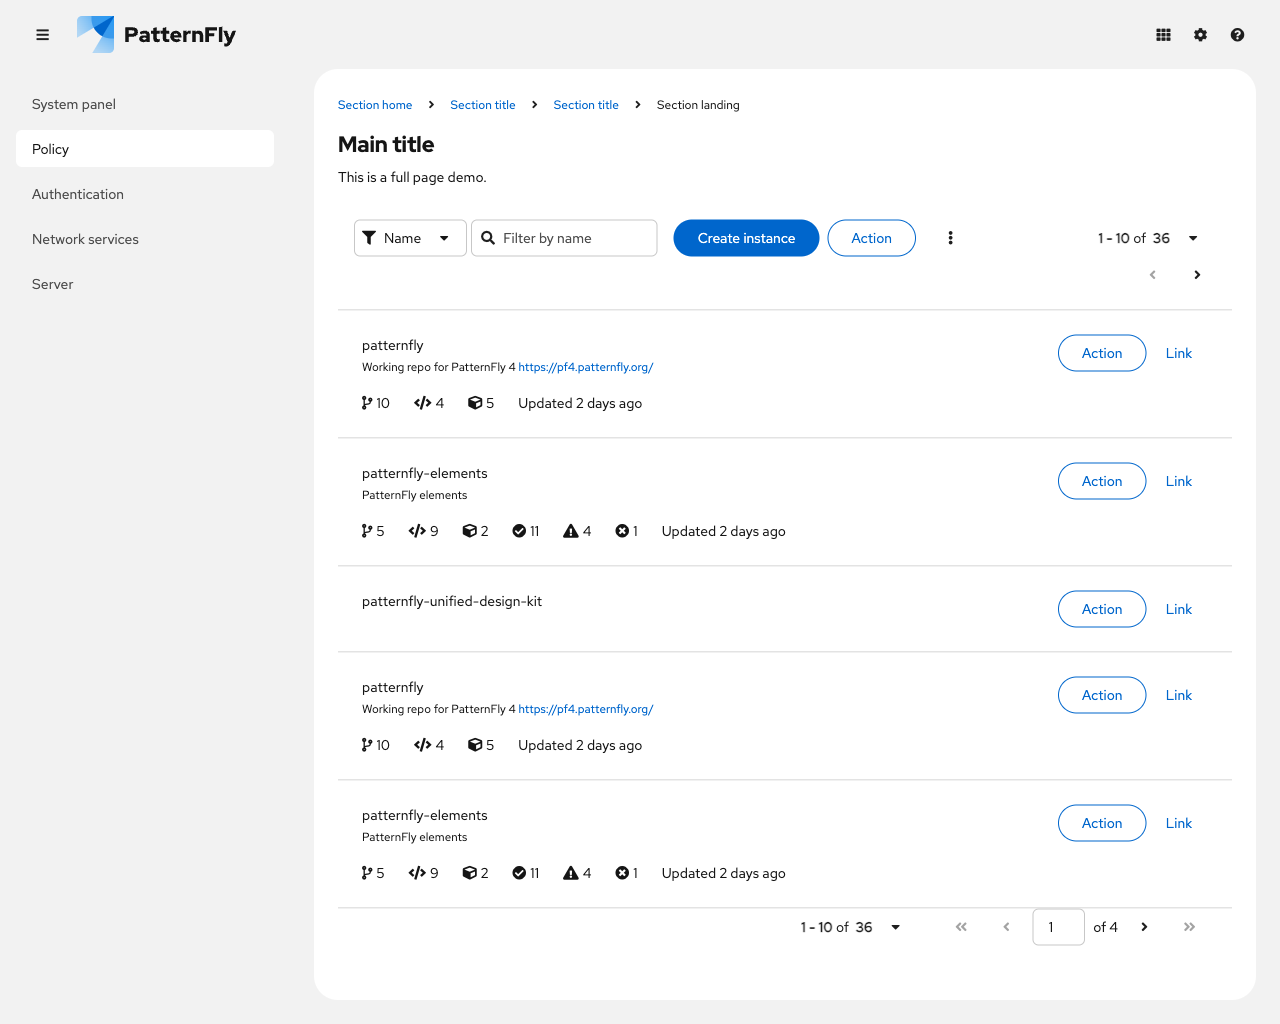 PatternFly
System panel
Policy
Authentication
Network services
Server
Section home Section title Section title Section landing
Main title
This is a full page demo.
Name Filter by name Create instance Action 1 - 10 of 36
patternfly
Working repo for PatternFly 4 https://pf4.patternfly.org/
10 4 5 Updated 2 days ago
Action Link
patternfly-elements
PatternFly elements
5 9 2 11 4 1 Updated 2 days ago
Action Link
patternfly-unified-design-kit
Action Link
patternfly
Working repo for PatternFly 4 https://pf4.patternfly.org/
10 4 5 Updated 2 days ago
Action Link
patternfly-elements
PatternFly elements
5 9 2 11 4 1 Updated 2 days ago
Action Link
1 - 10 of 36 1 of 4